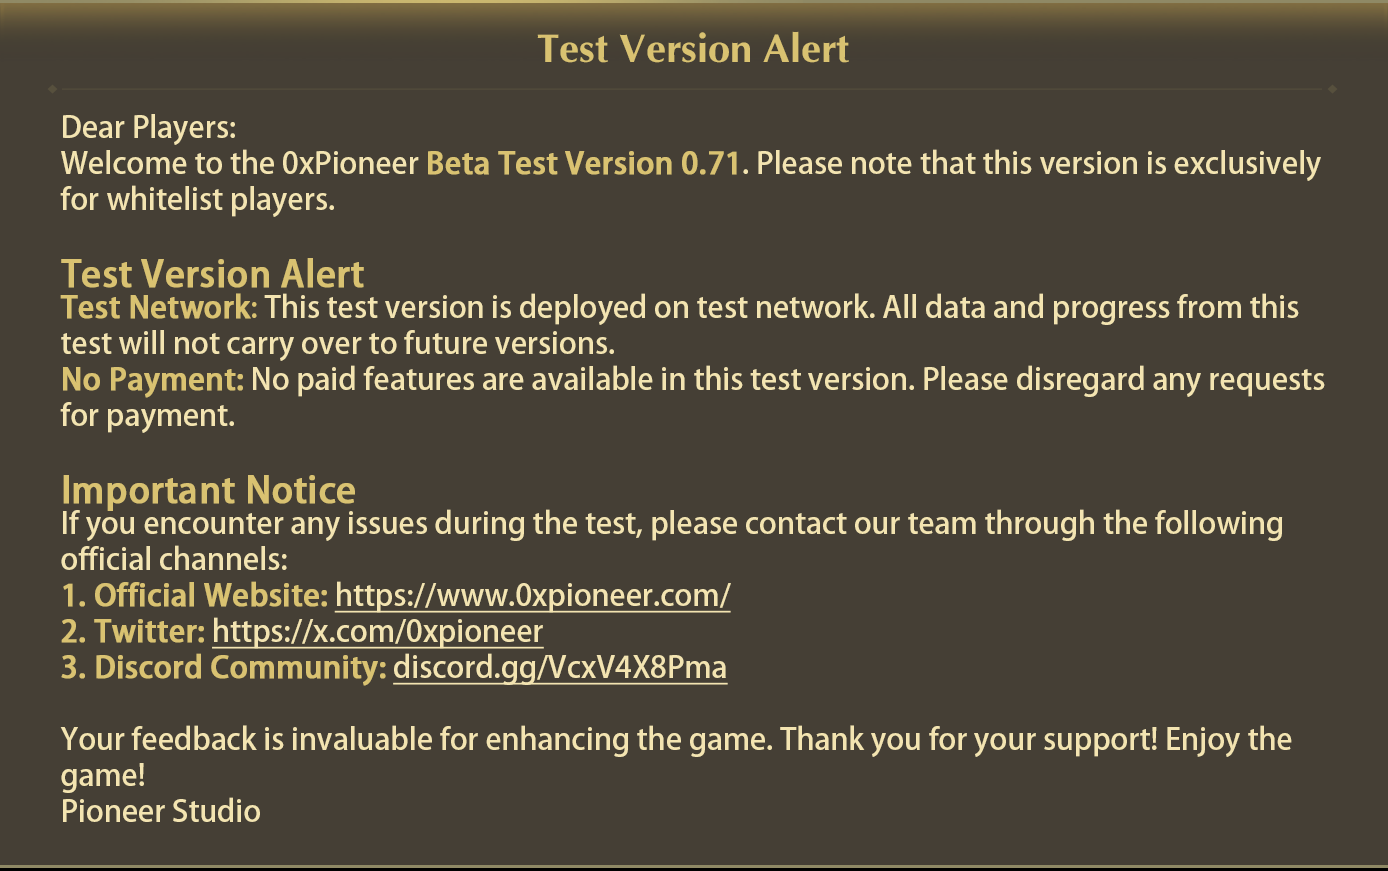 Test Version Alert
Dear Players:
Welcome to the 0xPioneer Beta Test Version 0.71. Please note that this version is exclusively
for whitelist players.
Test Version Alert
Test Network: This test version is deployed on test network. All data and progress from this
test will not carry over to future versions.
No Payment: No paid features are available in this test version. Please disregard any requests
for payment.
Important Notice
If you encounter any issues during the test, please contact our team through the following
official channels:
1. Official Website: https://www.0xpioneer.com/
2. Twitter: https://x.com/0xpioneer
3. Discord Community: discord.gg/VcxV4X8Pma
Your feedback is invaluable for enhancing the game. Thank you for your support! Enjoy the
game!
Pioneer Studio